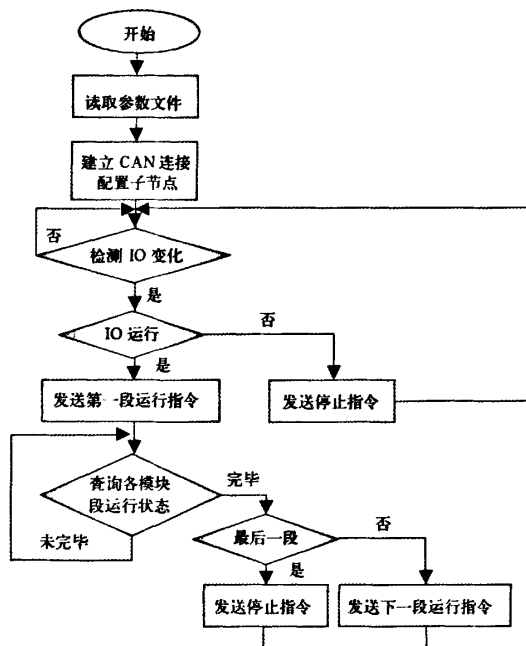 开始
读取参数文件
建立 CAN 连接
配置子节点
否
检测 IO 变化
是
IO 运行
否
是
发送第一段运行指令
发送停止指令
查询各模块
段运行状态
完毕
未完毕
最后一段
否
是
发送停止指令
发送下一段运行指令